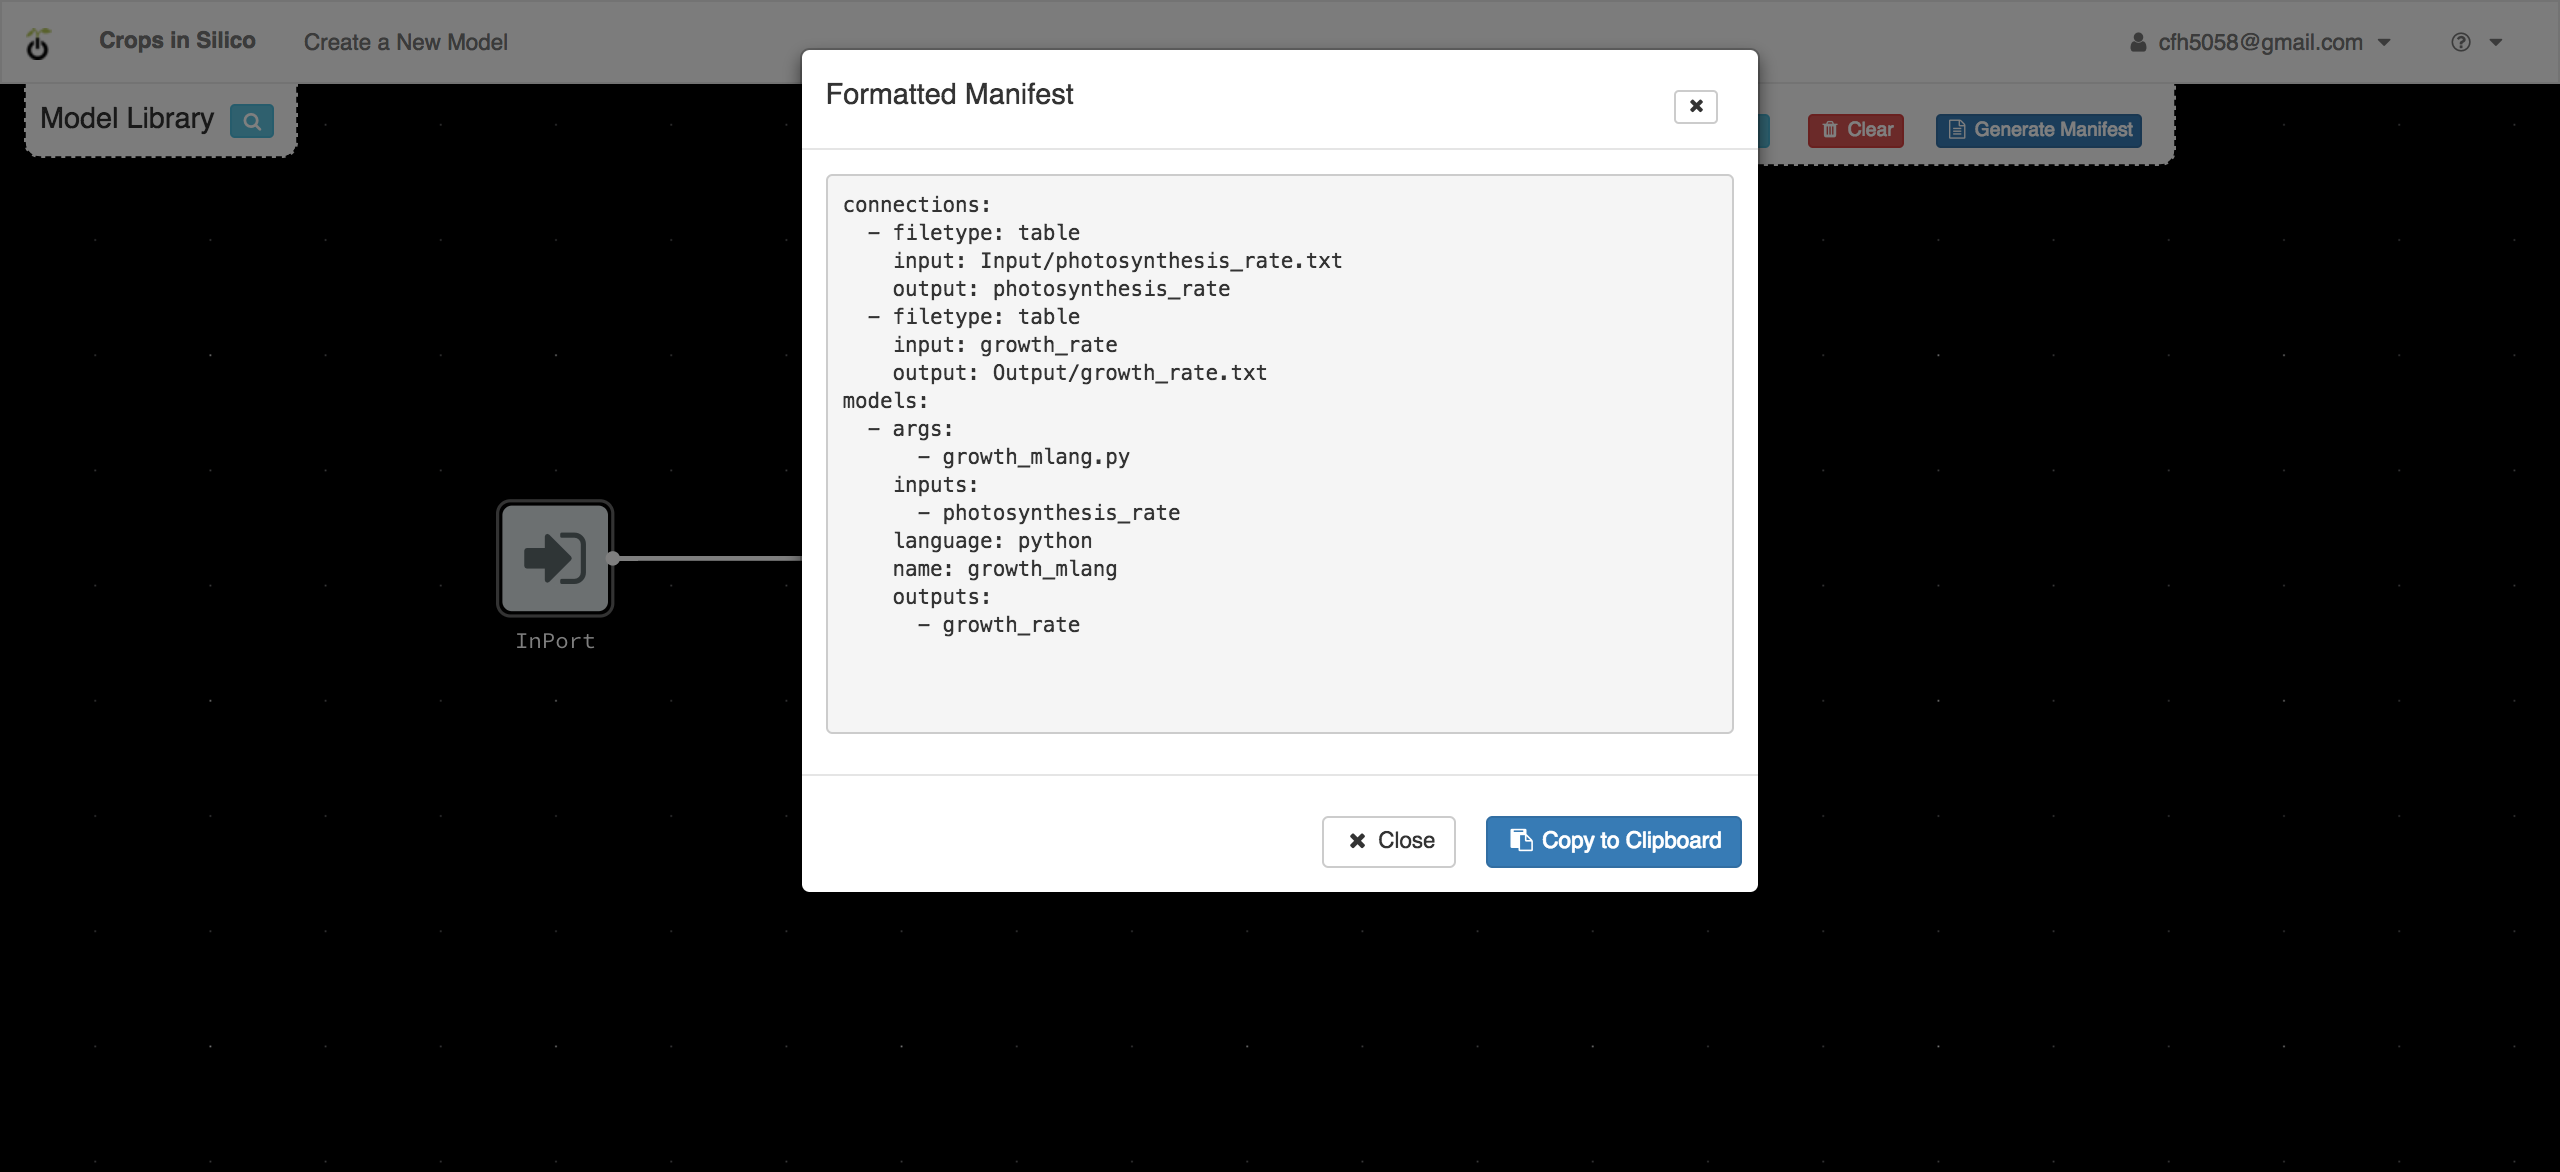 Crops in Silico
Create a New Model
cfh5058@gmail.com
Model Library
Clear
Generate Manifest
Formatted Manifest
connections:
  - filetype: table
    input: Input/photosynthesis_rate.txt
    output: photosynthesis_rate
  - filetype: table
    input: growth_rate
    output: Output/growth_rate.txt
models:
  - args:
      - growth_mlang.py
    inputs:
      - photosynthesis_rate
    language: python
    name: growth_mlang
    outputs:
      - growth_rate
InPort
Close
Copy to Clipboard